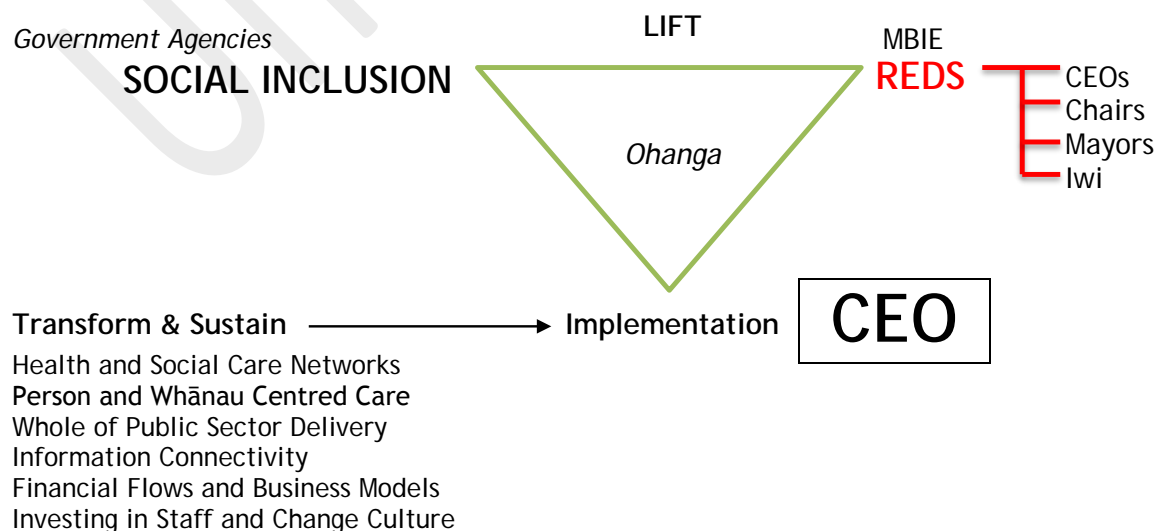 LIFT
Government Agencies
MBIE
SOCIAL INCLUSION
REDS
CEOs
Chairs
Mayors
Iwi
Ohanga
CEO
Transform & Sustain
Implementation
Health and Social Care Networks
Person and Whānau Centred Care
Whole of Public Sector Delivery
Information Connectivity
Financial Flows and Business Models
Investing in Staff and Change Culture